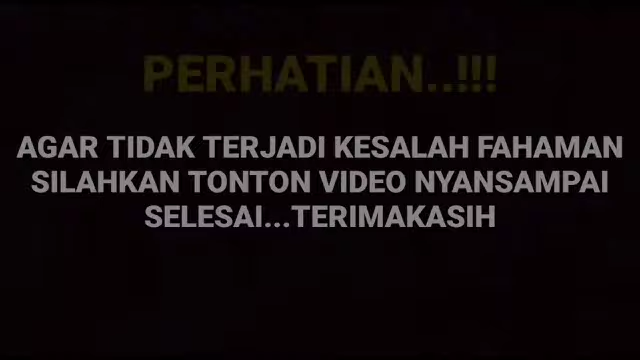 PERHATIAN..!!!
AGAR TIDAK TERJADI KESALAH FAHAMAN
SILAHKAN TONTON VIDEO NYANSAMPAI
SELESAI...TERIMAKASIH